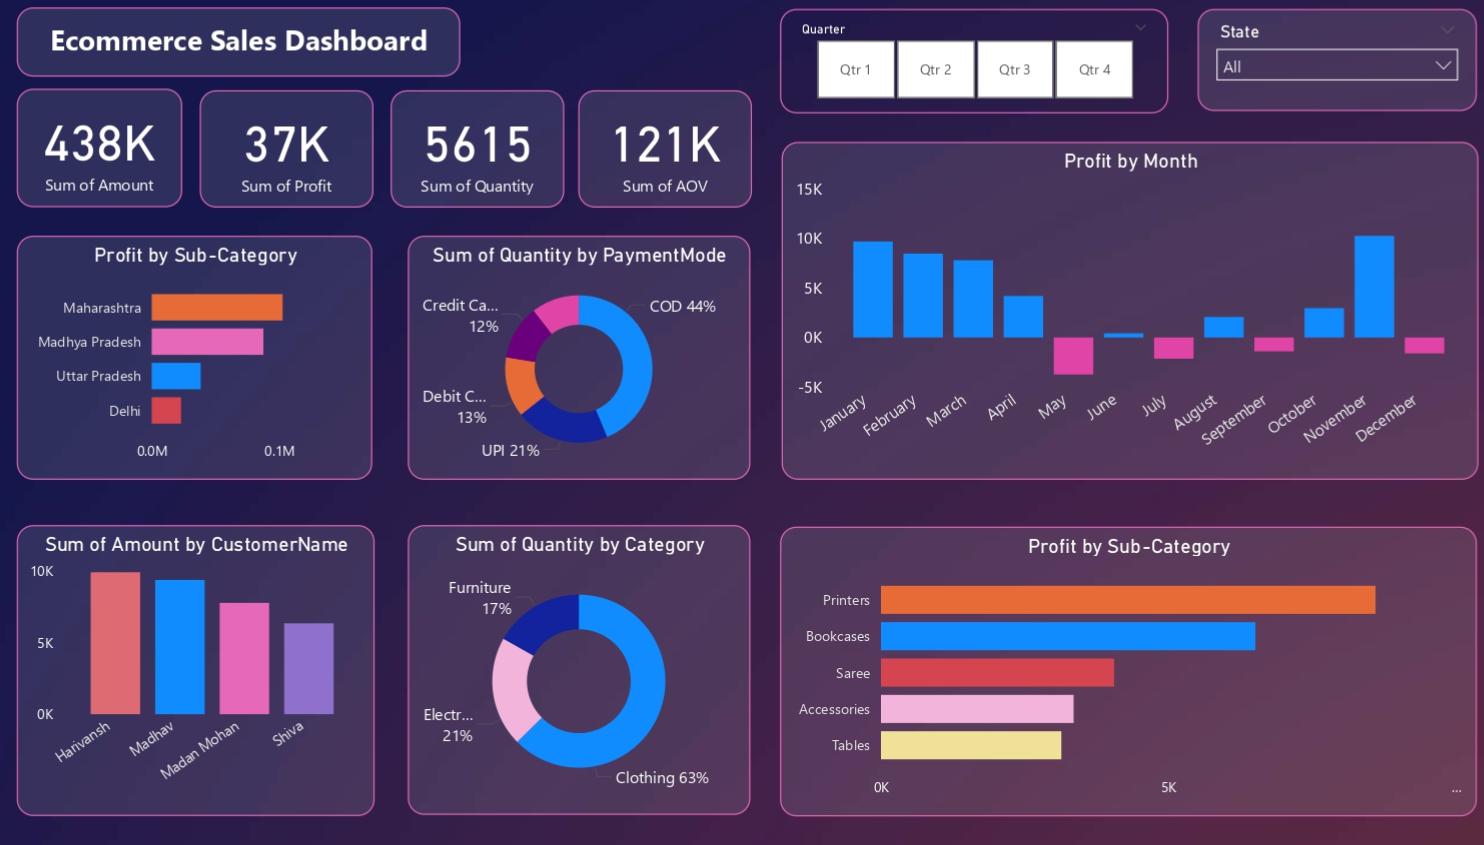 Ecommerce Sales Dashboard
Quarter
Qtr 1
Qtr 2
Qtr 3
Qtr 4
State
All
438K
Sum of Amount
37K
Sum of Profit
5615
Sum of Quantity
121K
Sum of AOV
Profit by Month
15K
10K
5K
0K
-5K
January
February
March
April
May
June
July
August
September
October
November
December
Profit by Sub-Category
Maharashtra
Madhya Pradesh
Uttar Pradesh
Delhi
0.0M
0.1M
Sum of Quantity by PaymentMode
Credit Ca...
12%
COD 44%
Debit C...
13%
UPI 21%
Sum of Amount by CustomerName
10K
5K
0K
Harivansh
Madhav
Madan Mohan
Shiva
Sum of Quantity by Category
Furniture
17%
Electr...
21%
Clothing 63%
Profit by Sub-Category
Printers
Bookcases
Saree
Accessories
Tables
0K
5K
...